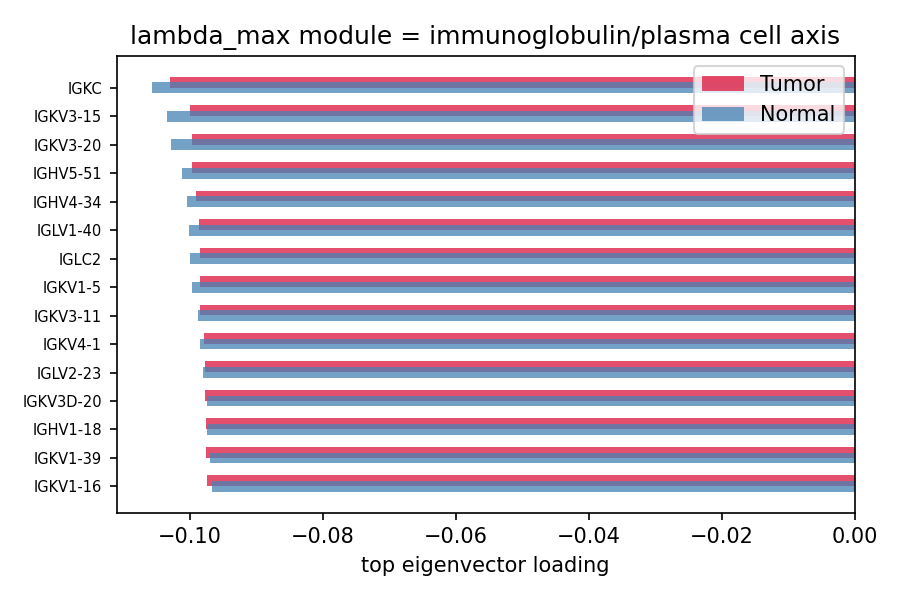 lambda_max module = immunoglobulin/plasma cell axis
Tumor
Normal
IGKC
IGKV3-15
IGKV3-20
IGHV5-51
IGHV4-34
IGLV1-40
IGLC2
IGKV1-5
IGKV3-11
IGKV4-1
IGLV2-23
IGKV3D-20
IGHV1-18
IGKV1-39
IGKV1-16
−0.10 −0.08 −0.06 −0.04 −0.02 0.00
top eigenvector loading